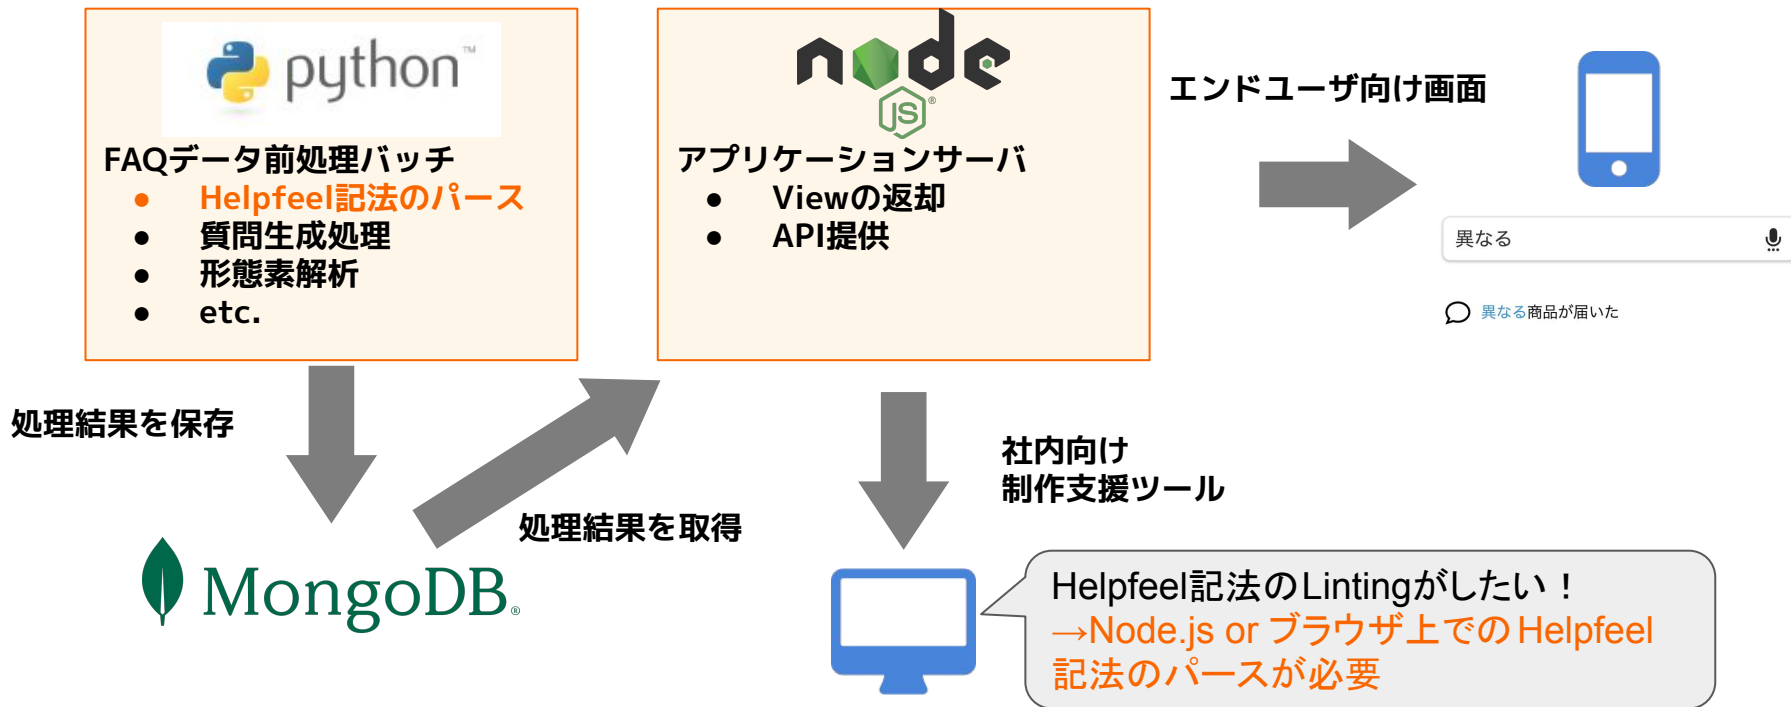 python™
FAQデータ前処理バッチ
● Helpfeel記法のパース
● 質問生成処理
● 形態素解析
● etc.
node
JS®
アプリケーションサーバ
● Viewの返却
● API提供
エンドユーザ向け画面
異なる
異なる商品が届いた
処理結果を保存
処理結果を取得
MongoDB®
社内向け
制作支援ツール
Helpfeel記法のLintingがしたい！
→Node.js or ブラウザ上でのHelpfeel
記法のパースが必要